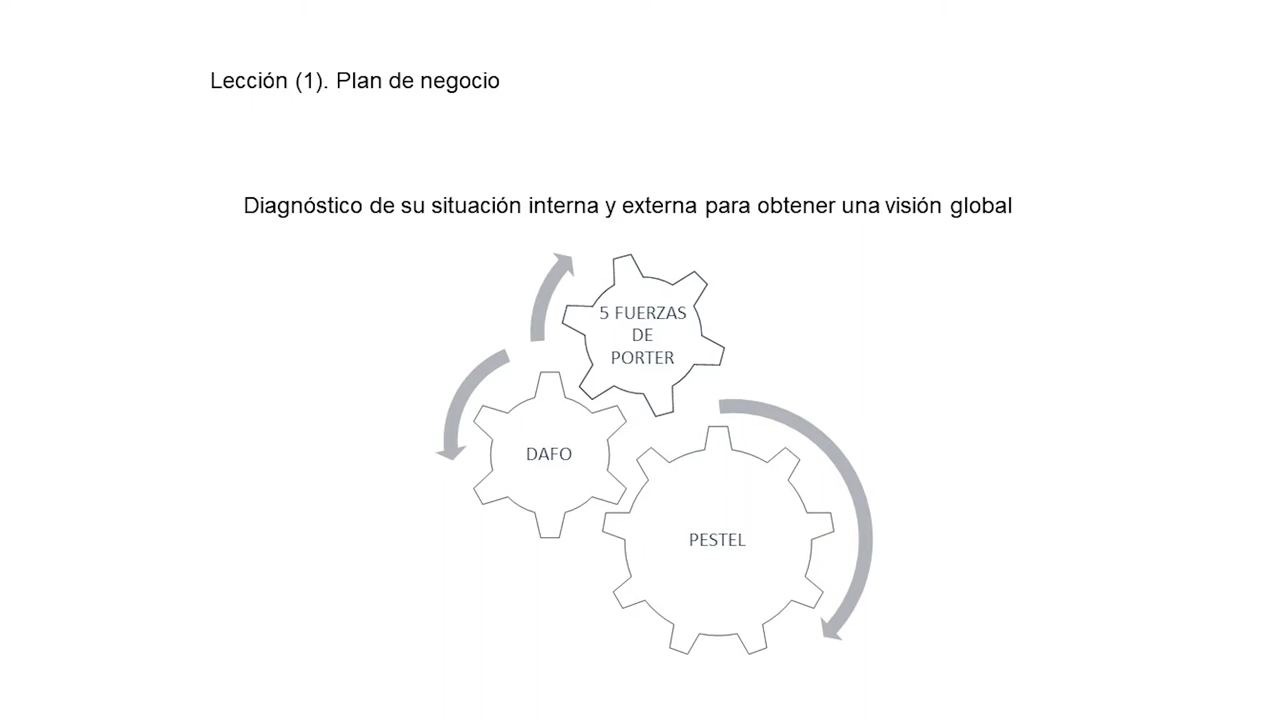 Lección (1). Plan de negocio
Diagnóstico de su situación interna y externa para obtener una visión global
5 FUERZAS
DE
PORTER
DAFO
PESTEL